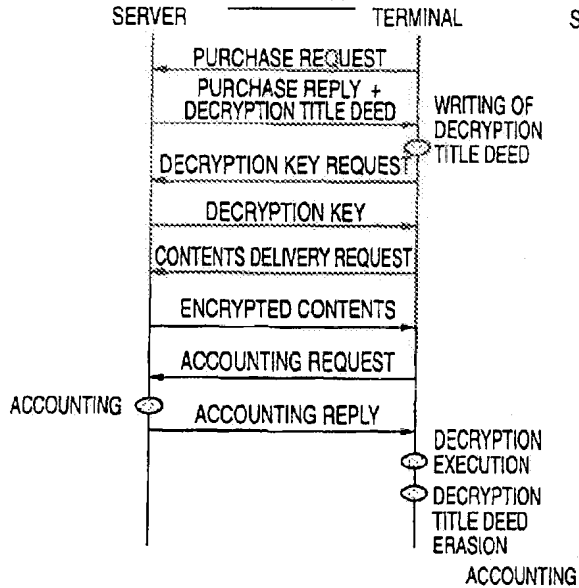 SERVER
TERMINAL
S
PURCHASE REQUEST
PURCHASE REPLY +
DECRYPTION TITLE DEED
WRITING OF
DECRYPTION
TITLE DEED
DECRYPTION KEY REQUEST
DECRYPTION KEY
CONTENTS DELIVERY REQUEST
ENCRYPTED CONTENTS
ACCOUNTING REQUEST
ACCOUNTING
ACCOUNTING REPLY
DECRYPTION
EXECUTION
DECRYPTION
TITLE DEED
ERASION
ACCOUNTING